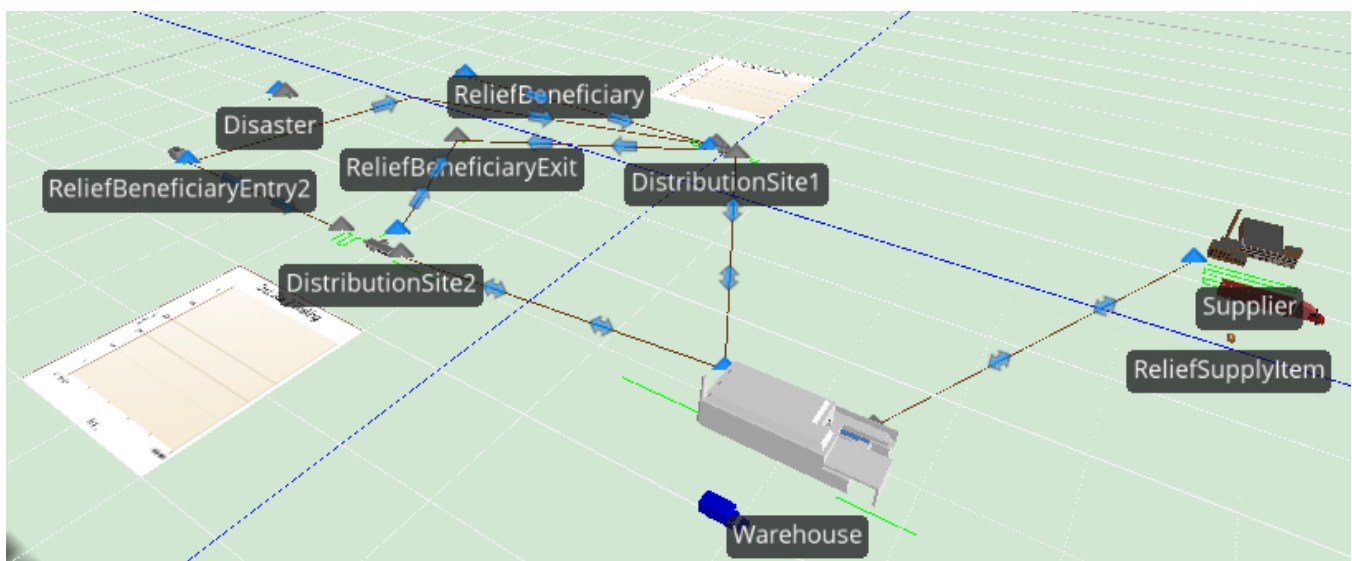 ReliefBeneficiary
Disaster
ReliefBeneficiaryExit
ReliefBeneficiaryEntry2
DistributionSite1
DistributionSite2
Supplier
ReliefSupplyItem
Warehouse